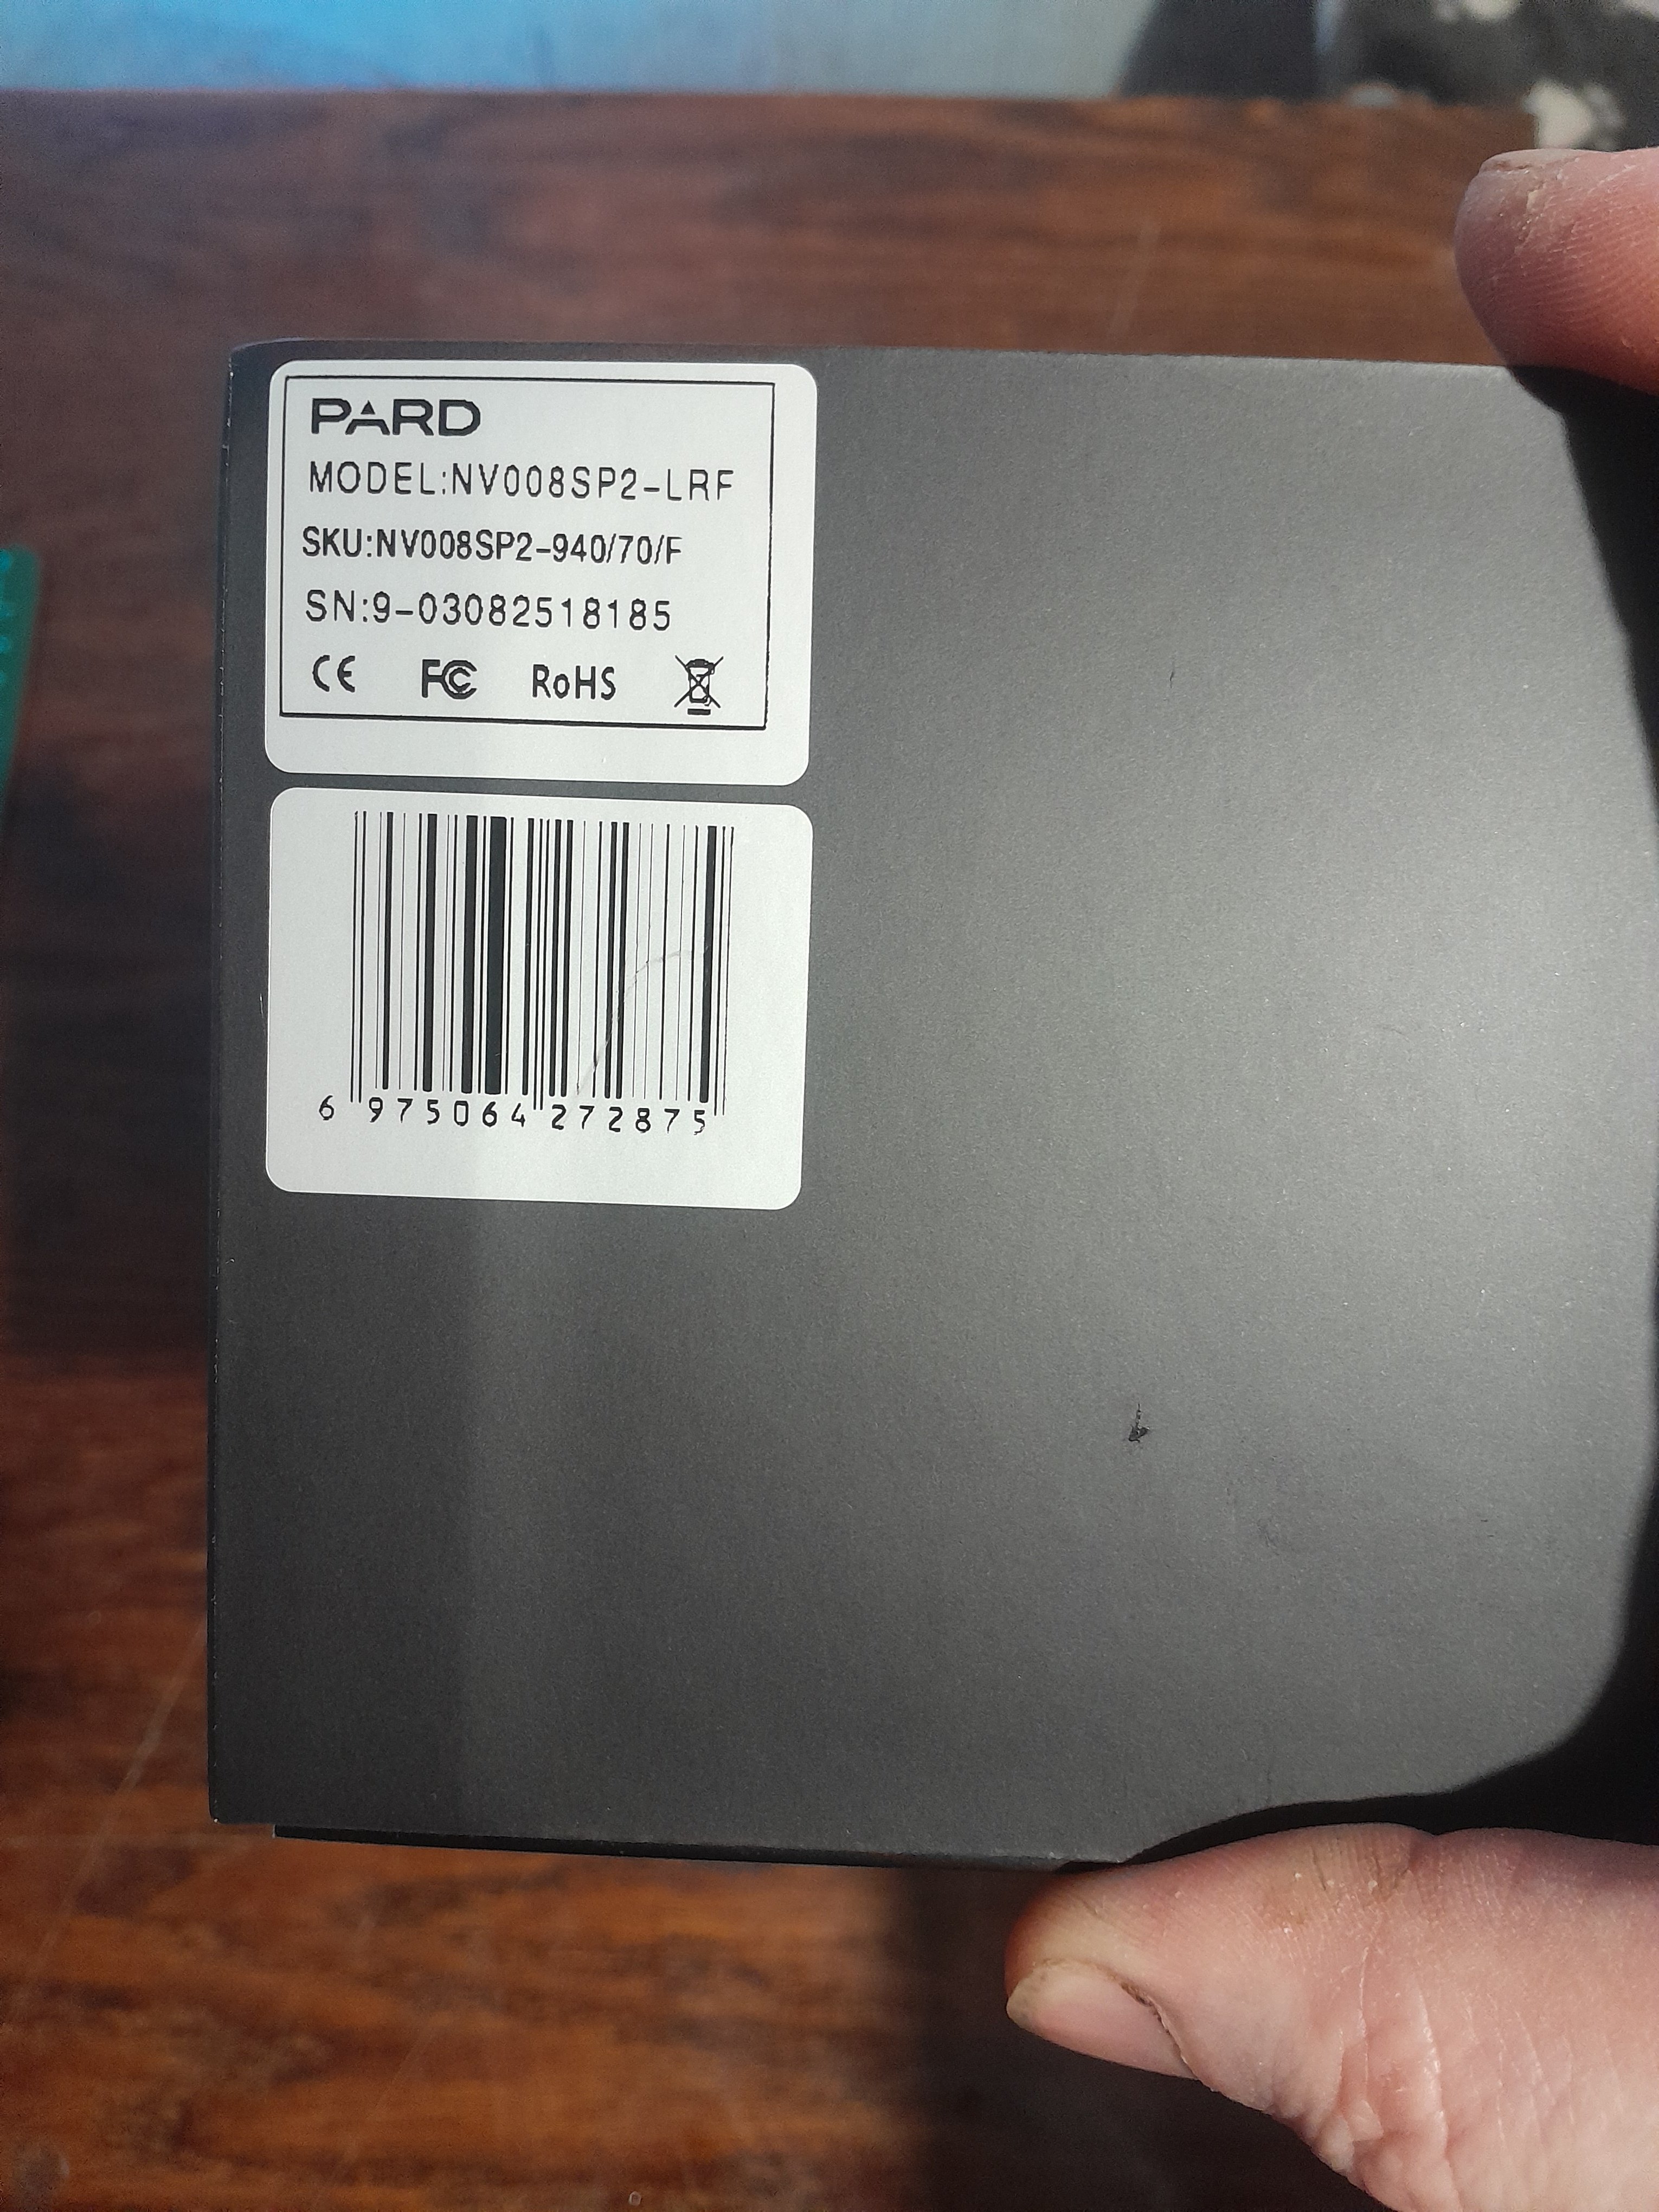 PARD
MODEL:NV008SP2-LRF
SKU:NV008SP2-940/70/F
SN:9-03082518185
CE FC RoHS
6 975064 272875